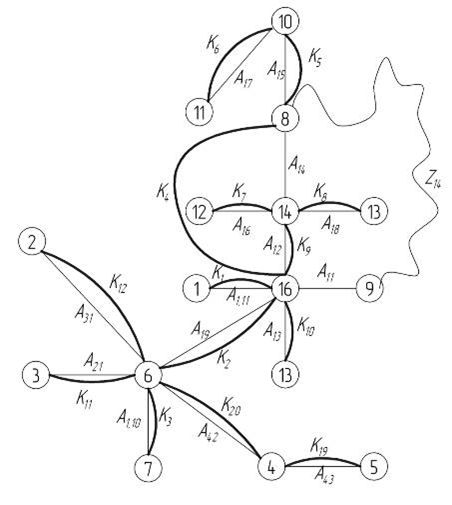 10
K₆
K₅
A₁₅
A₁₇
11
8
A₁₄
K₄
Z₁₄
K₇
K₈
12
14
13
A₁₆
A₁₈
2
A₁₂
K₉
K₁
A₁₁
K₁₂
1
16
9
A₁,₁₁
A₃₁
A₁₉
A₁₃
K₁₀
A₂₁
K₂
3
6
13
K₁₁
K₂₀
A₁,₁₀
K₃
A₄₂
K₁₉
7
4
5
A₄₃